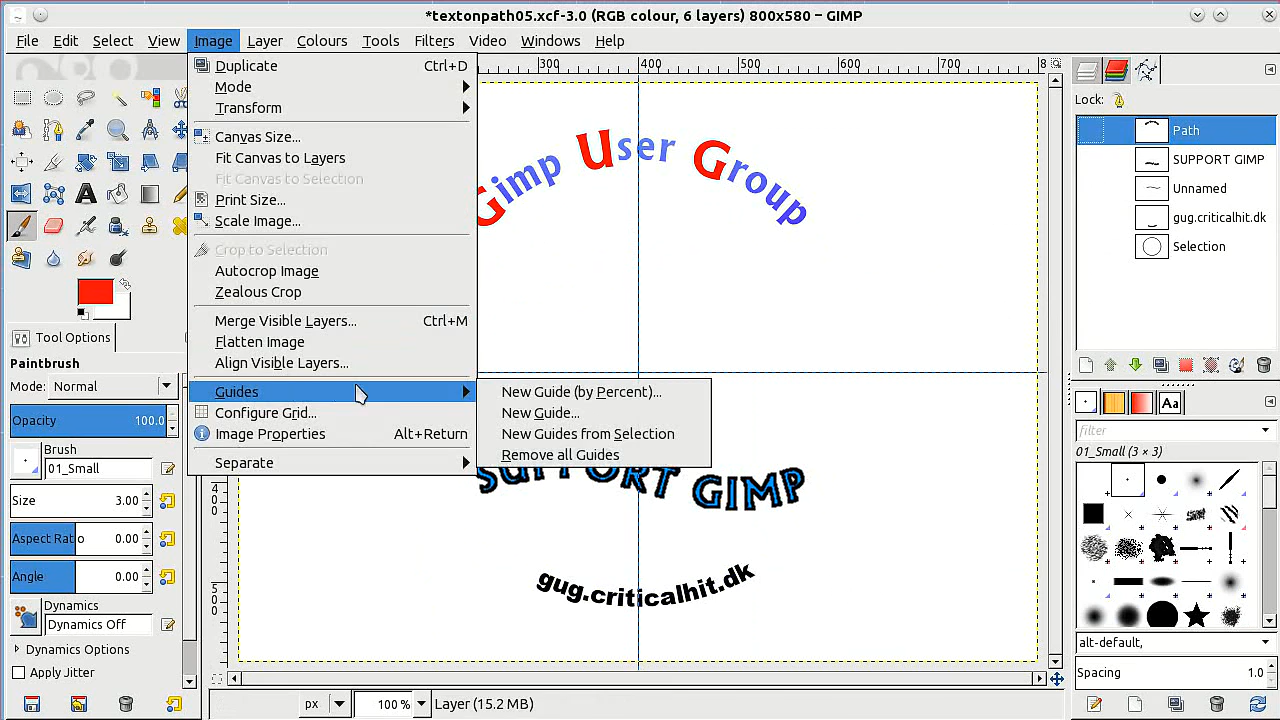 *textonpath05.xcf-3.0 (RGB colour, 6 layers) 800x580 – GIMP
File Edit Select View Image Layer Colours Tools Filters Video Windows Help
Duplicate Ctrl+D
Mode
Transform
Canvas Size...
Fit Canvas to Layers
Fit Canvas to Selection
Print Size...
Scale Image...
Crop to Selection
Autocrop Image
Zealous Crop
Merge Visible Layers... Ctrl+M
Flatten Image
Align Visible Layers...
Guides
Configure Grid...
Image Properties Alt+Return
Separate
New Guide (by Percent)...
New Guide...
New Guides from Selection
Remove all Guides
300 400 500 600 700 8
Gimp User Group
SUPPORT GIMP
gug.criticalhit.dk
400
500
Tool Options
Paintbrush
Mode: Normal
Opacity 100.0
Brush
01_Small
Size 3.00
Aspect Ratio 0.00
Angle 0.00
Dynamics
Dynamics Off
Dynamics Options
Apply Jitter
px 100 % Layer (15.2 MB)
Lock:
Path
SUPPORT GIMP
Unnamed
gug.criticalhit.dk
Selection
Aa
filter
01_Small (3 × 3)
alt-default,
Spacing 1.0